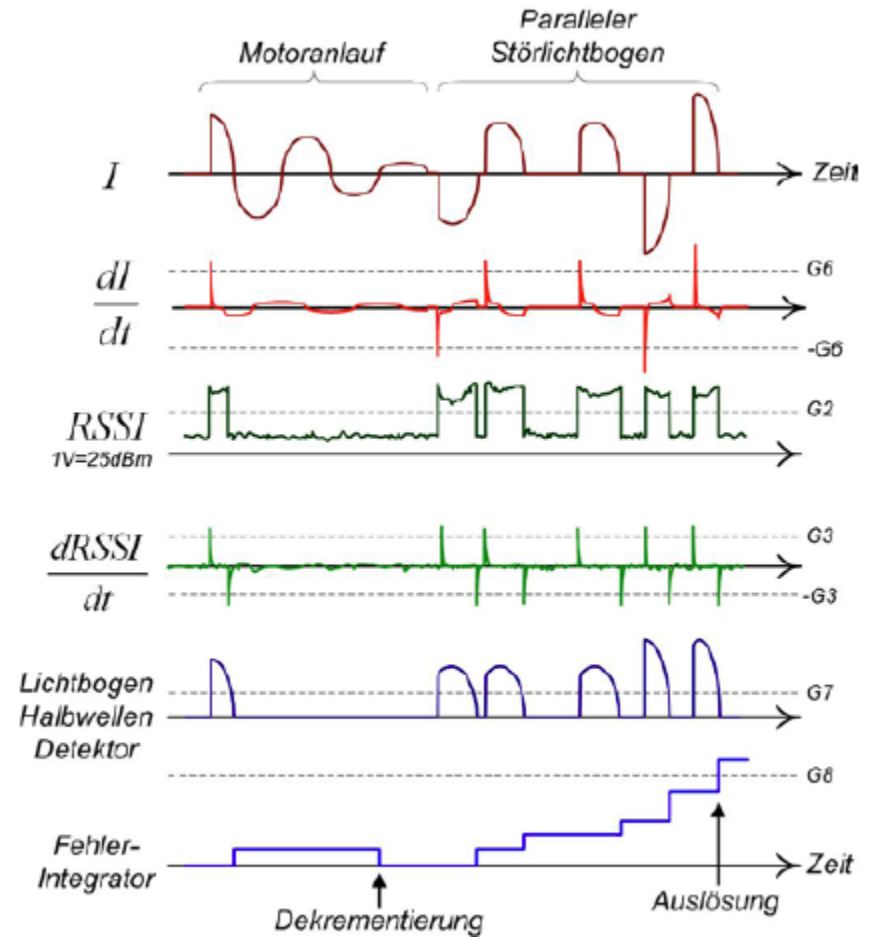 Paralleler
Motoranlauf Störlichtbogen
I Zeit
dI G6
dt
-G6
RSSI G2
1V=25dBm
dRSSI G3
dt -G3
Lichtbogen
Halbwellen G7
Detektor
G8
Fehler- Zeit
Integrator
Dekrementierung Auslösung